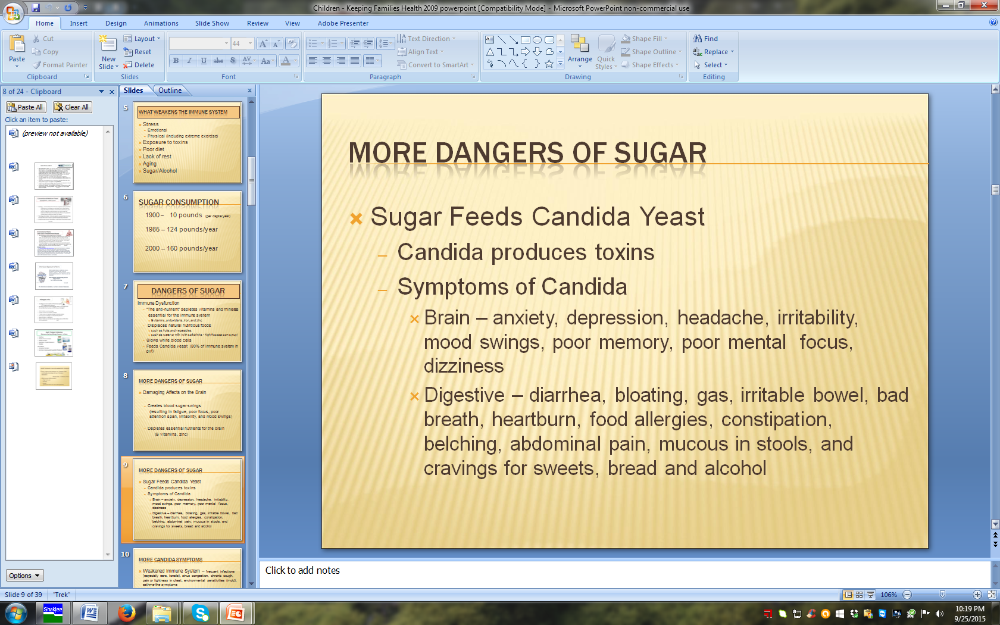 Children - Keeping Families Health 2009 powerpoint [Compatibility Mode] - Microsoft PowerPoint non-commercial use
Home Insert Design Animations Slide Show Review View Adobe Presenter
Paste
Cut
Copy
Format Painter
Clipboard
New
Slide
Layout
Reset
Delete
Slides
44
B I U abc S AV Aa A
Font
Text Direction
Align Text
Convert to SmartArt
Paragraph
Arrange
Quick
Styles
Shape Fill
Shape Outline
Shape Effects
Drawing
Find
Replace
Select
Editing
8 of 24 - Clipboard
Paste All Clear All
Click an item to paste:
(preview not available)
Options
Slides Outline
5
WHAT WEAKENS THE IMMUNE SYSTEM
Stress
– Emotional
– Physical (including extreme exercise)
Exposure to toxins
Poor diet
Lack of rest
Aging
Sugar/Alcohol
6
SUGAR CONSUMPTION
1900 – 10 pounds (per capita/year)
1985 – 124 pounds/year
2000 – 160 pounds/year
7
DANGERS OF SUGAR
Immune Dysfunction
– "The anti-nutrient" depletes vitamins and minerals
essential for the immune system
– B vitamins, antioxidants, iron, and zinc
– Displaces natural nutritious foods
– such as fruits and vegetables
– such as water or milk (with soft drinks - high fructose corn syrup)
– Slows white blood cells
– Feeds Candida yeast (80% of immune system in
gut)
8
MORE DANGERS OF SUGAR
Damaging Affects on the Brain
– Creates blood sugar swings
(resulting in fatigue, poor focus, poor
attention span, irritability, and mood swings)
– Depletes essential nutrients for the brain
(B vitamins, zinc)
9
MORE DANGERS OF SUGAR
Sugar Feeds Candida Yeast
– Candida produces toxins
– Symptoms of Candida
Brain – anxiety, depression, headache, irritability,
mood swings, poor memory, poor mental focus,
dizziness
Digestive – diarrhea, bloating, gas, irritable bowel, bad
breath, heartburn, food allergies, constipation,
belching, abdominal pain, mucous in stools, and
cravings for sweets, bread and alcohol
10
MORE CANDIDA SYMPTOMS
Weakened Immune System – frequent infections
(especially ears, tonsils), sinus congestion, chronic cough,
pain or tightness in chest, environmental sensitivities (mold),
asthma-like symptoms
MORE DANGERS OF SUGAR
Sugar Feeds Candida Yeast
– Candida produces toxins
– Symptoms of Candida
Brain – anxiety, depression, headache, irritability,
mood swings, poor memory, poor mental focus,
dizziness
Digestive – diarrhea, bloating, gas, irritable bowel, bad
breath, heartburn, food allergies, constipation,
belching, abdominal pain, mucous in stools, and
cravings for sweets, bread and alcohol
Click to add notes
Slide 9 of 39 "Trek" 106%
Shaklee
10:19 PM
9/25/2015